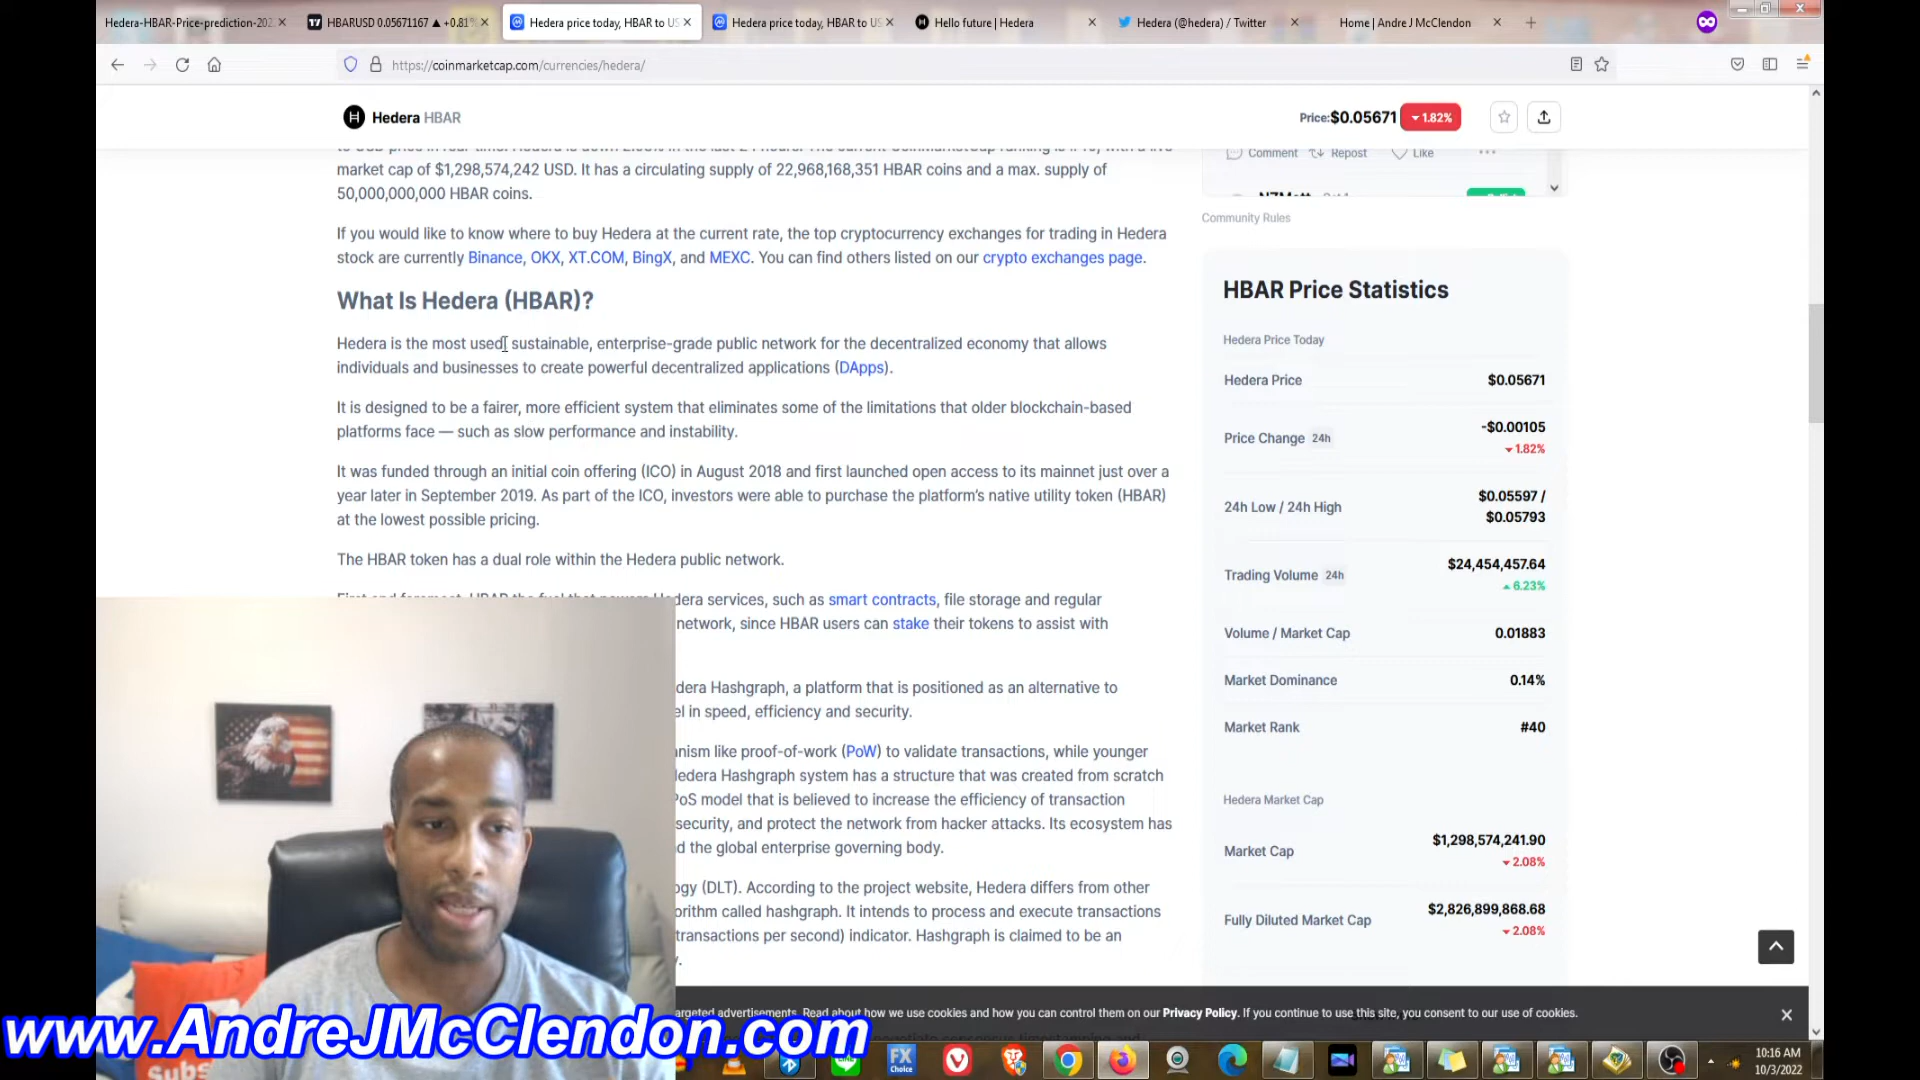 Hedera-HBAR-Price-prediction-202
HBARUSD 0.05671167 ▲ +0.81%
Hedera price today, HBAR to US
Hedera price today, HBAR to US
Hello future | Hedera
Hedera (@hedera) / Twitter
Home | Andre J McClendon
https://coinmarketcap.com/currencies/hedera/
Hedera HBAR
Price:$0.05671 1.82%
market cap of $1,298,574,242 USD. It has a circulating supply of 22,968,168,351 HBAR coins and a max. supply of
50,000,000,000 HBAR coins.
If you would like to know where to buy Hedera at the current rate, the top cryptocurrency exchanges for trading in Hedera
stock are currently Binance, OKX, XT.COM, BingX, and MEXC. You can find others listed on our crypto exchanges page.
What Is Hedera (HBAR)?
Hedera is the most used, sustainable, enterprise-grade public network for the decentralized economy that allows
individuals and businesses to create powerful decentralized applications (DApps).
It is designed to be a fairer, more efficient system that eliminates some of the limitations that older blockchain-based
platforms face — such as slow performance and instability.
It was funded through an initial coin offering (ICO) in August 2018 and first launched open access to its mainnet just over a
year later in September 2019. As part of the ICO, investors were able to purchase the platform's native utility token (HBAR)
at the lowest possible pricing.
The HBAR token has a dual role within the Hedera public network.
First and foremost, HBAR the fuel that powers Hedera services, such as smart contracts, file storage and regular
network, since HBAR users can stake their tokens to assist with
dera Hashgraph, a platform that is positioned as an alternative to
el in speed, efficiency and security.
anism like proof-of-work (PoW) to validate transactions, while younger
Hedera Hashgraph system has a structure that was created from scratch
PoS model that is believed to increase the efficiency of transaction
security, and protect the network from hacker attacks. Its ecosystem has
d the global enterprise governing body.
ogy (DLT). According to the project website, Hedera differs from other
orithm called hashgraph. It intends to process and execute transactions
transactions per second) indicator. Hashgraph is claimed to be an
y.
Comment Repost Like
Community Rules
HBAR Price Statistics
Hedera Price Today
Hedera Price $0.05671
Price Change 24h -$0.00105
1.82%
24h Low / 24h High $0.05597 /
$0.05793
Trading Volume 24h $24,454,457.64
6.23%
Volume / Market Cap 0.01883
Market Dominance 0.14%
Market Rank #40
Hedera Market Cap
Market Cap $1,298,574,241.90
2.08%
Fully Diluted Market Cap $2,826,899,868.68
2.08%
argeted advertisements. Read about how we use cookies and how you can control them on our Privacy Policy. If you continue to use this site, you consent to our use of cookies.
www.AndreJMcClendon.com
Subs
FX
Choice
LINE
10:16 AM
10/3/2022